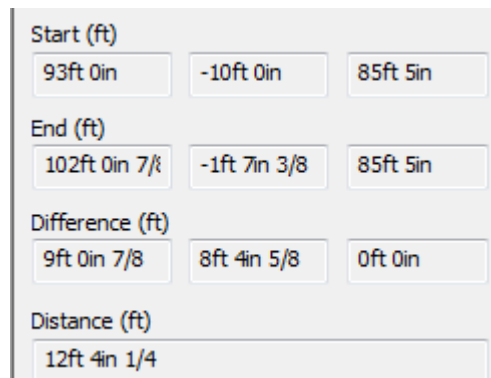 Start (ft)
93ft 0in -10ft 0in 85ft 5in
End (ft)
102ft 0in 7/8 -1ft 7in 3/8 85ft 5in
Difference (ft)
9ft 0in 7/8 8ft 4in 5/8 0ft 0in
Distance (ft)
12ft 4in 1/4